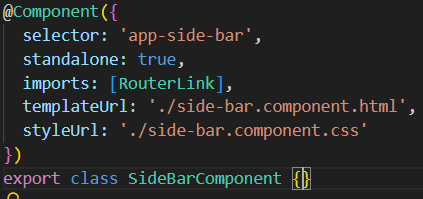 @Component({
  selector: 'app-side-bar',
  standalone: true,
  imports: [RouterLink],
  templateUrl: './side-bar.component.html',
  styleUrl: './side-bar.component.css'
})
export class SideBarComponent {}